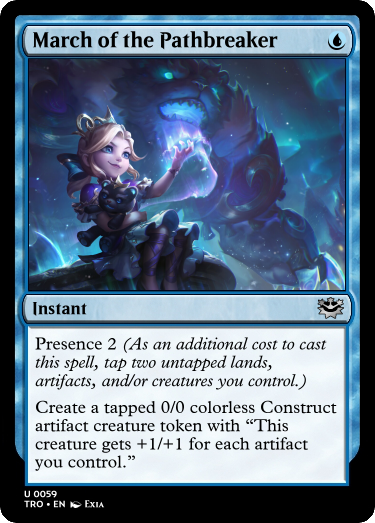 March of the Pathbreaker
Instant
Presence 2 (As an additional cost to cast
this spell, tap two untapped lands,
artifacts, and/or creatures you control.)
Create a tapped 0/0 colorless Construct
artifact creature token with “This
creature gets +1/+1 for each artifact
you control.”
U 0059
TRO • EN Exia